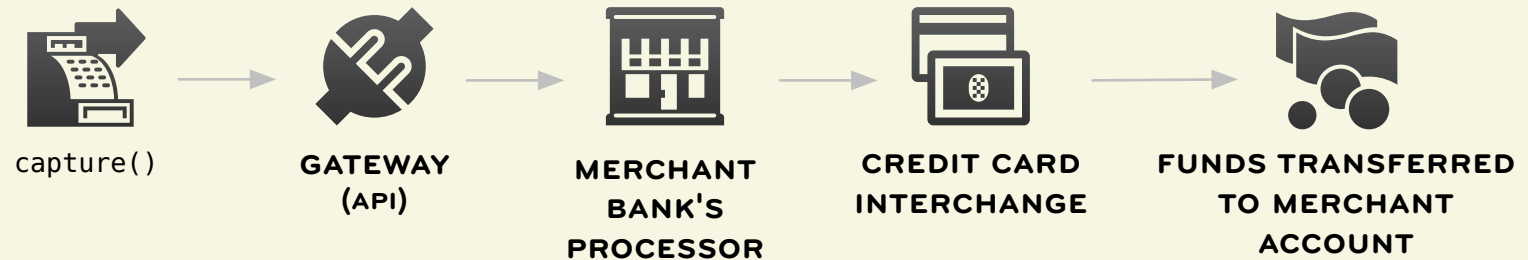 capture()
GATEWAY
(API)
MERCHANT
BANK'S
PROCESSOR
CREDIT CARD
INTERCHANGE
FUNDS TRANSFERRED
TO MERCHANT
ACCOUNT